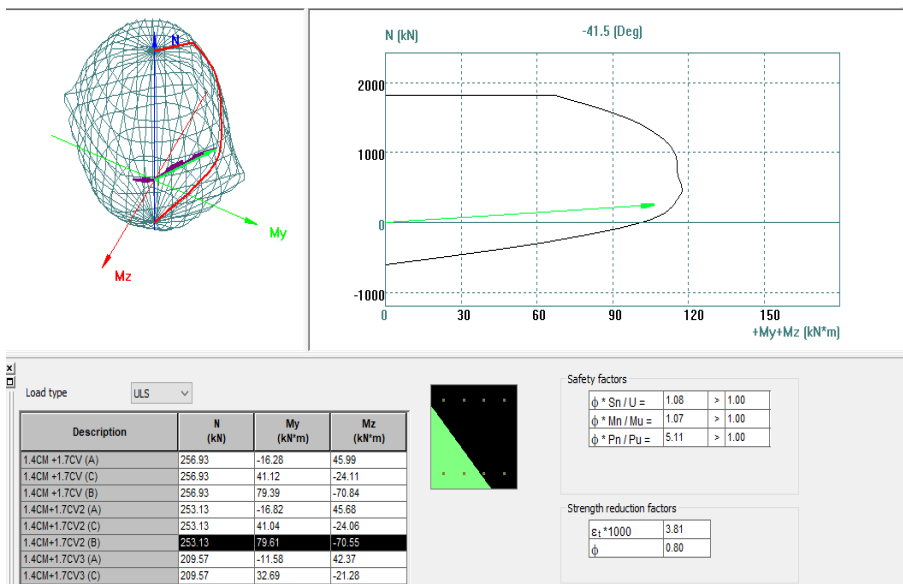 N
My
Mz
N (kN)
-41.5 (Deg)
2000
1000
0
-1000
0 30 60 90 120 150
+My+Mz (kN*m)
Load type ULS
Description N (kN) My (kN*m) Mz (kN*m)
1.4CM +1.7CV (A) 256.93 -16.28 45.99
1.4CM +1.7CV (C) 256.93 41.12 -24.11
1.4CM +1.7CV (B) 256.93 79.39 -70.84
1.4CM+1.7CV2 (A) 253.13 -16.82 45.68
1.4CM+1.7CV2 (C) 253.13 41.04 -24.06
1.4CM+1.7CV2 (B) 253.13 79.61 -70.55
1.4CM+1.7CV3 (A) 209.57 -11.58 42.37
1.4CM+1.7CV3 (C) 209.57 32.69 -21.28
Safety factors
ϕ * Sn / U = 1.08 > 1.00
ϕ * Mn / Mu = 1.07 > 1.00
ϕ * Pn / Pu = 5.11 > 1.00
Strength reduction factors
εt *1000 3.81
ϕ 0.80